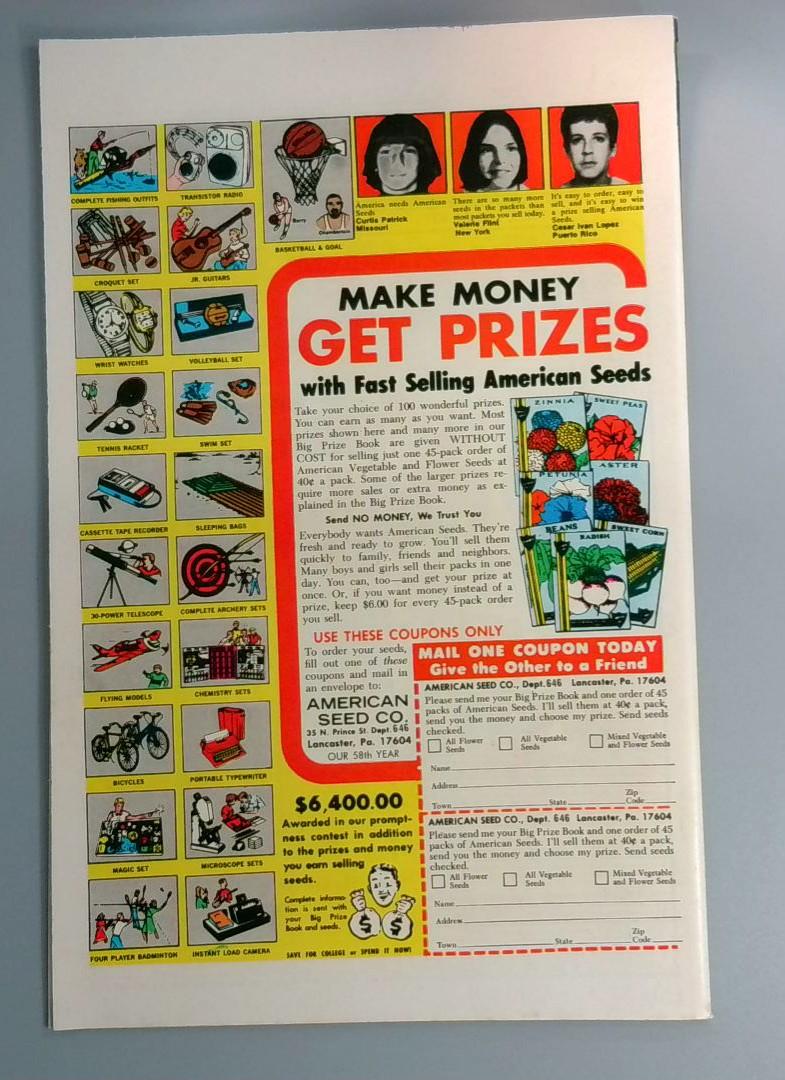 COMPLETE FISHING OUTFITS
TRANSISTOR RADIO
Barry
Chamberlain
BASKETBALL & GOAL
America needs American
Seeds
Curtis Patrick
Missouri
There are so many more
seeds in the packets than
most packets you sell today.
Valerie Flint
New York
It's easy to order, easy to
sell, and it's easy to win
a prize selling American
Seeds.
Cesar Ivan Lopez
Puerto Rico
CROQUET SET
JR. GUITARS
WRIST WATCHES
VOLLEYBALL SET
TENNIS RACKET
SWIM SET
CASSETTE TAPE RECORDER
SLEEPING BAGS
30-POWER TELESCOPE
COMPLETE ARCHERY SETS
FLYING MODELS
CHEMISTRY SETS
BICYCLES
PORTABLE TYPEWRITER
MAGIC SET
MICROSCOPE SETS
FOUR PLAYER BADMINTON
INSTANT LOAD CAMERA
MAKE MONEY
GET PRIZES
with Fast Selling American Seeds
Take your choice of 100 wonderful prizes.
You can earn as many as you want. Most
prizes shown here and many more in our
Big Prize Book are given WITHOUT
COST for selling just one 45-pack order of
American Vegetable and Flower Seeds at
40¢ a pack. Some of the larger prizes re-
quire more sales or extra money as ex-
plained in the Big Prize Book.
Send NO MONEY, We Trust You
Everybody wants American Seeds. They're
fresh and ready to grow. You'll sell them
quickly to family, friends and neighbors.
Many boys and girls sell their packs in one
day. You can, too—and get your prize at
once. Or, if you want money instead of a
prize, keep $6.00 for every 45-pack order
you sell.
ZINNIA
SWEET PEAS
PETUNIA
ASTER
BEANS
RADISH
SWEET CORN
USE THESE COUPONS ONLY
To order your seeds,
fill out one of these
coupons and mail in
an envelope to:
AMERICAN
SEED CO.
35 N. Prince St. Dept. 646
Lancaster, Pa. 17604
OUR 58th YEAR
$6,400.00
Awarded in our prompt-
ness contest in addition
to the prizes and money
you earn selling
seeds.
Complete informa-
tion is sent with
your Big Prize
Book and seeds.
$ $
SAVE FOR COLLEGE or SPEND IT NOW!
MAIL ONE COUPON TODAY
Give the Other to a Friend
AMERICAN SEED CO., Dept. 646 Lancaster, Pa. 17604
Please send me your Big Prize Book and one order of 45
packs of American Seeds. I'll sell them at 40¢ a pack,
send you the money and choose my prize. Send seeds
checked.
All Flower
Seeds
All Vegetable
Seeds
Mixed Vegetable
and Flower Seeds
Name
Address
Town State Zip Code
AMERICAN SEED CO., Dept. 646 Lancaster, Pa. 17604
Please send me your Big Prize Book and one order of 45
packs of American Seeds. I'll sell them at 40¢ a pack,
send you the money and choose my prize. Send seeds
checked.
All Flower
Seeds
All Vegetable
Seeds
Mixed Vegetable
and Flower Seeds
Name
Address
Town State Zip Code